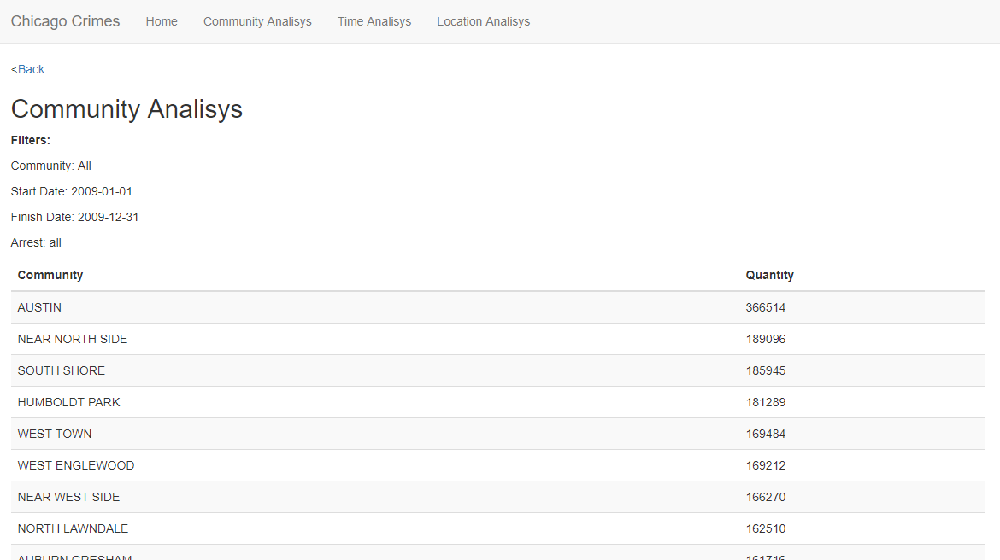 Chicago Crimes Home Community Analisys Time Analisys Location Analisys
<Back
Community Analisys
Filters:
Community: All
Start Date: 2009-01-01
Finish Date: 2009-12-31
Arrest: all
Community Quantity
AUSTIN 366514
NEAR NORTH SIDE 189096
SOUTH SHORE 185945
HUMBOLDT PARK 181289
WEST TOWN 169484
WEST ENGLEWOOD 169212
NEAR WEST SIDE 166270
NORTH LAWNDALE 162510
AUBURN GRESHAM 161716